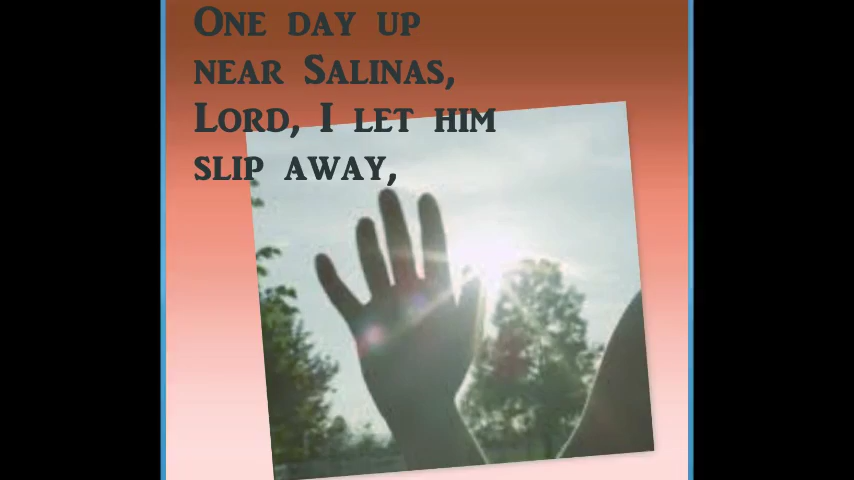 One day up
near Salinas,
Lord, I let him
slip away,